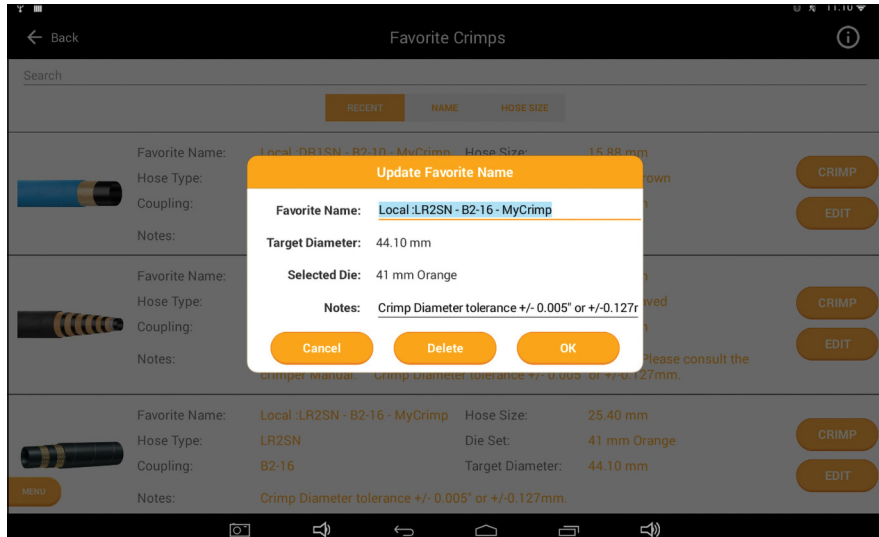 11:10
Back
Favorite Crimps
Search
RECENT NAME HOSE SIZE
Favorite Name: Local :DR1SN - B2-10 - MyCrimp Hose Size: 15.88 mm
Hose Type:
Coupling:
Notes:
CRIMP
EDIT
Update Favorite Name
Favorite Name: Local :LR2SN - B2-16 - MyCrimp
Target Diameter: 44.10 mm
Selected Die: 41 mm Orange
Notes: Crimp Diameter tolerance +/- 0.005" or +/-0.127r
Cancel Delete OK
Favorite Name:
Hose Type:
Coupling:
Notes: Please consult the
crimper Manual. Crimp Diameter tolerance +/- 0.005" or +/-0.127mm.
CRIMP
EDIT
Favorite Name: Local :LR2SN - B2-16 - MyCrimp Hose Size: 25.40 mm
Hose Type: LR2SN Die Set: 41 mm Orange
Coupling: B2-16 Target Diameter: 44.10 mm
Notes: Crimp Diameter tolerance +/- 0.005" or +/-0.127mm.
CRIMP
EDIT
MENU